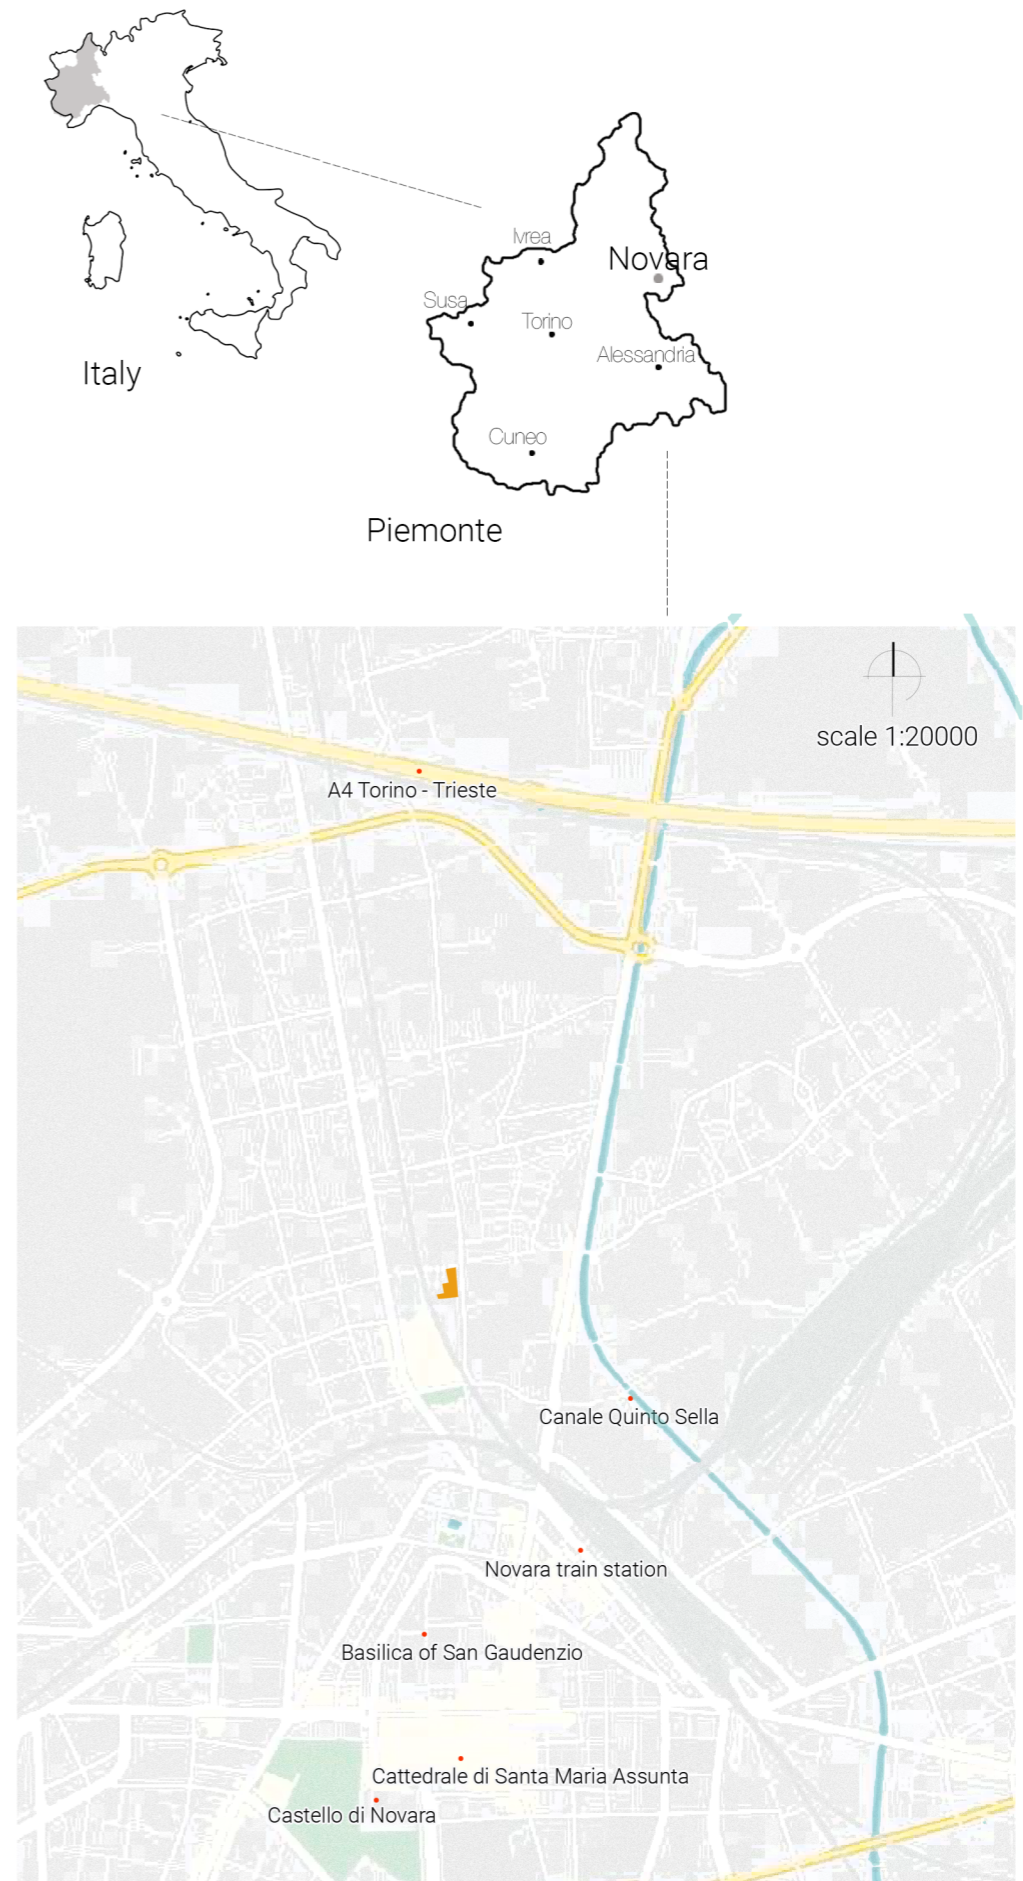 Ivrea
Novara
Susa
Torino
Alessandria
Italy
Cuneo
Piemonte
scale 1:20000
A4 Torino - Trieste
Canale Quinto Sella
Novara train station
Basilica of San Gaudenzio
Cattedrale di Santa Maria Assunta
Castello di Novara